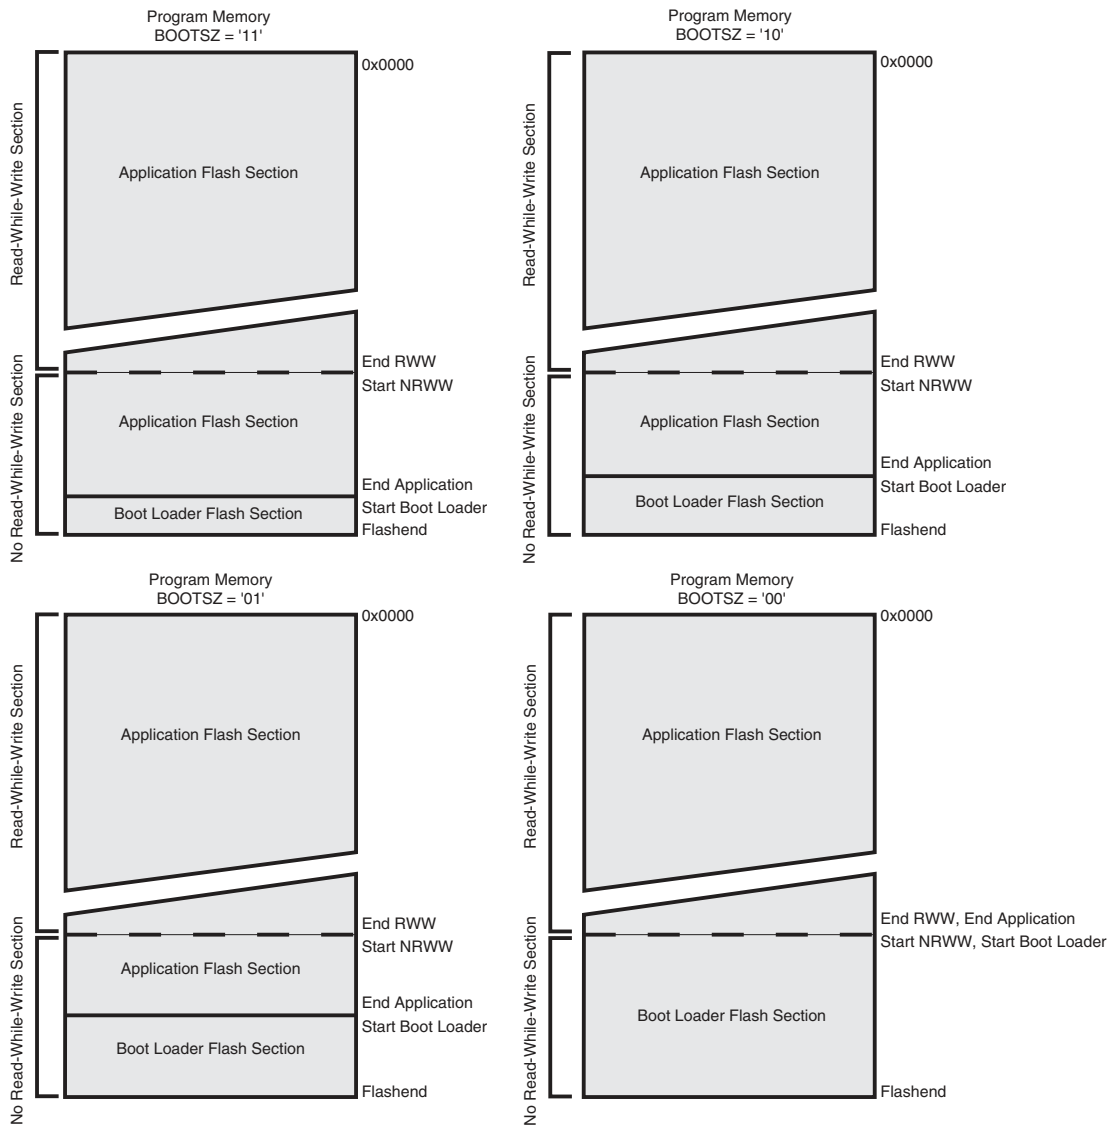 Program Memory
BOOTSZ = '11'
0x0000
Read-While-Write Section
Application Flash Section
End RWW
Start NRWW
No Read-While-Write Section
Application Flash Section
End Application
Start Boot Loader
Boot Loader Flash Section
Flashend
Program Memory
BOOTSZ = '10'
0x0000
Read-While-Write Section
Application Flash Section
End RWW
Start NRWW
No Read-While-Write Section
Application Flash Section
End Application
Start Boot Loader
Boot Loader Flash Section
Flashend
Program Memory
BOOTSZ = '01'
0x0000
Read-While-Write Section
Application Flash Section
End RWW
Start NRWW
No Read-While-Write Section
Application Flash Section
End Application
Start Boot Loader
Boot Loader Flash Section
Flashend
Program Memory
BOOTSZ = '00'
0x0000
Read-While-Write Section
Application Flash Section
End RWW, End Application
Start NRWW, Start Boot Loader
No Read-While-Write Section
Boot Loader Flash Section
Flashend